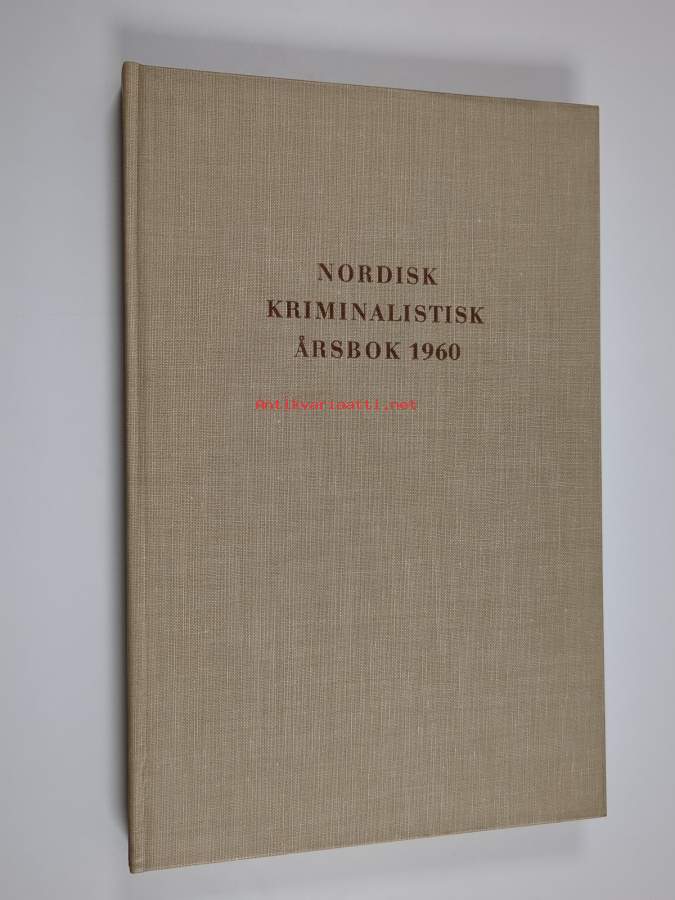 NORDISK
KRIMINALISTISK
ÅRSBOK 1960
Antikvariaatti.net